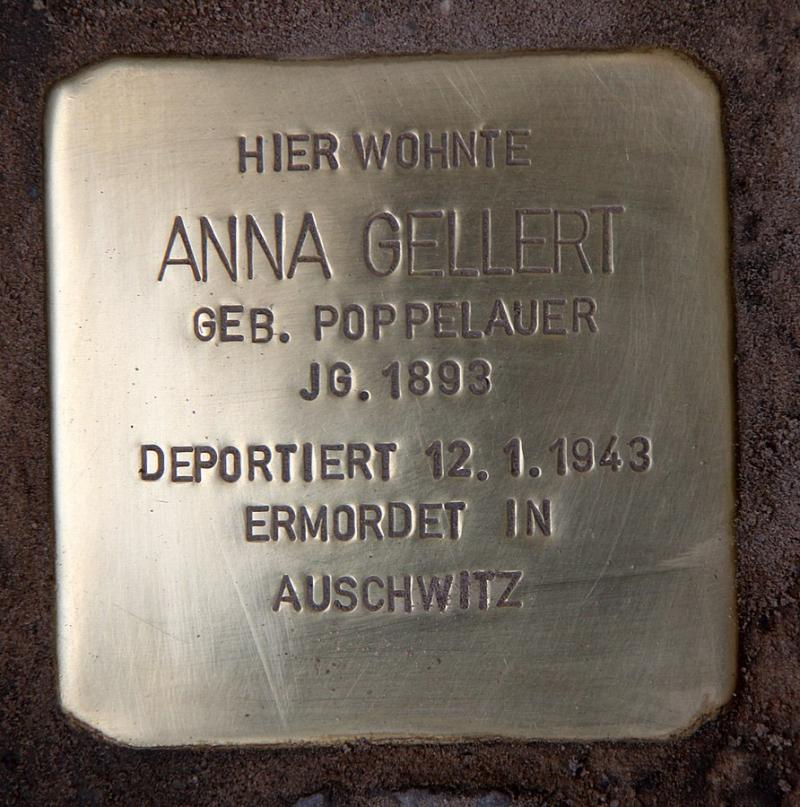 HIER WOHNTE
ANNA GELLERT
GEB. POPPELAUER
JG. 1893
DEPORTIERT 12.1.1943
ERMORDET IN
AUSCHWITZ